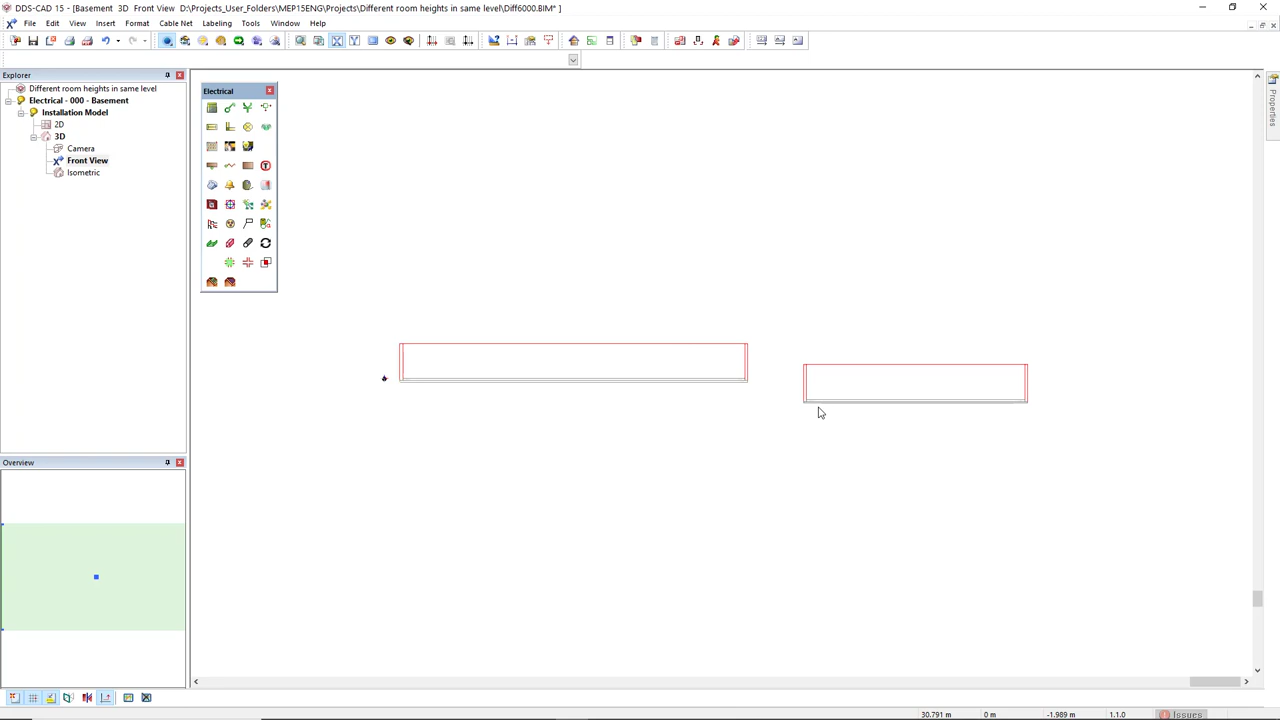 DDS-CAD 15 - [Basement  3D  Front View  D:\Projects_User_Folders\MEP15ENG\Projects\Different room heights in same level\Diff6000.BIM* ]
File Edit View Insert Format Cable Net Labeling Tools Window Help
Explorer
Different room heights in same level
Electrical - 000 - Basement
Installation Model
2D
3D
Camera
Front View
Isometric
Electrical
Properties
Overview
30.791 m 0 m -1.989 m 1.1.0 Issues